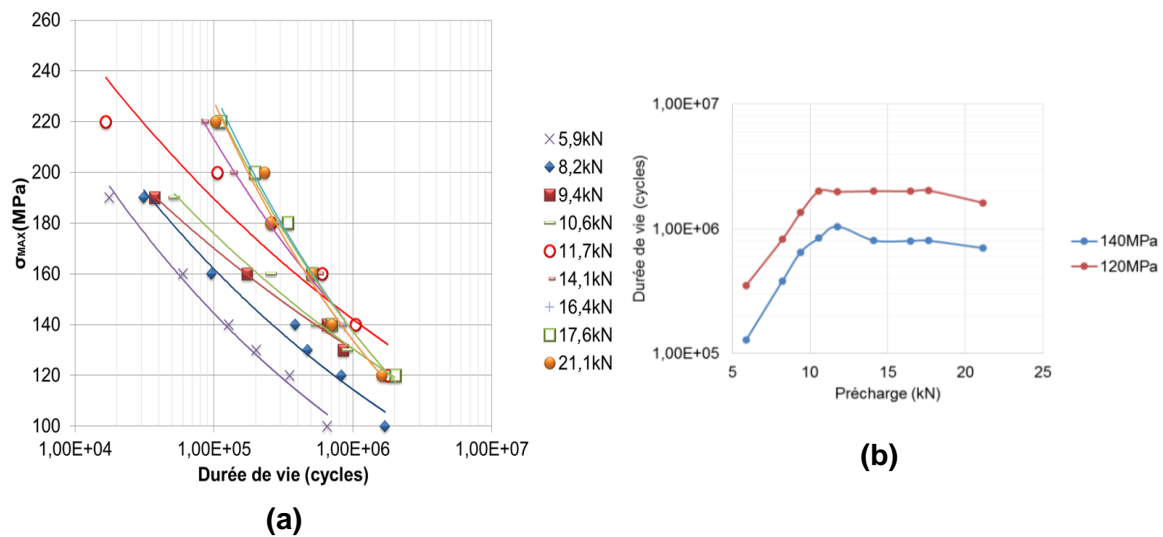 260
240
220
200
180
160
140
120
100
σMAX(MPa)
1,00E+04 1,00E+05 1,00E+06 1,00E+07
Durée de vie (cycles)
5,9kN
8,2kN
9,4kN
10,6kN
11,7kN
14,1kN
16,4kN
17,6kN
21,1kN
(a)
1,00E+07
1,00E+06
1,00E+05
Durée de vie (cycles)
5 10 15 20 25
Précharge (kN)
140MPa
120MPa
(b)